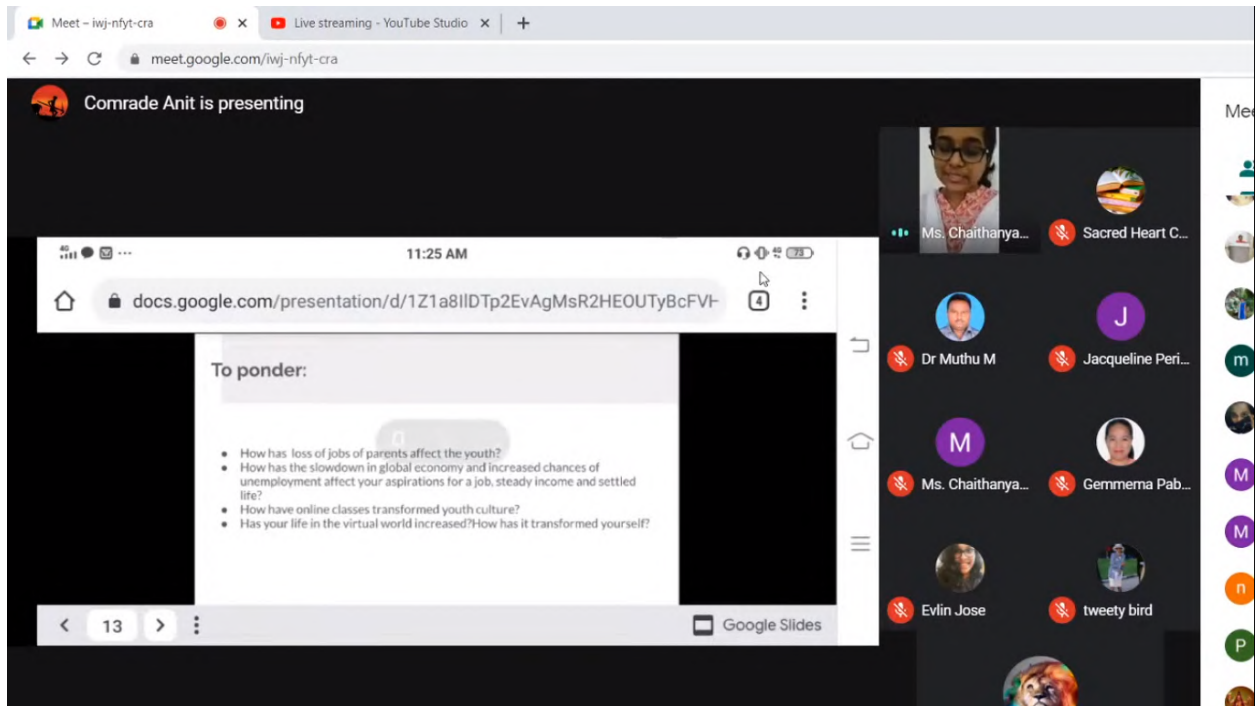 Meet – iwj-nfyt-cra
Live streaming - YouTube Studio
meet.google.com/iwj-nfyt-cra
Comrade Anit is presenting
Mee
11:25 AM
4G
73
docs.google.com/presentation/d/1Z1a8IlDTp2EvAgMsR2HEOUTyBcFVH
4
To ponder:
• How has loss of jobs of parents affect the youth?
• How has the slowdown in global economy and increased chances of
unemployment affect your aspirations for a job, steady income and settled
life?
• How have online classes transformed youth culture?
• Has your life in the virtual world increased?How has it transformed yourself?
13
Google Slides
Ms. Chaithanya...
Sacred Heart C...
Dr Muthu M
J
Jacqueline Peri...
M
Ms. Chaithanya...
Gemmema Pab...
Evlin Jose
tweety bird
m
M
M
n
P